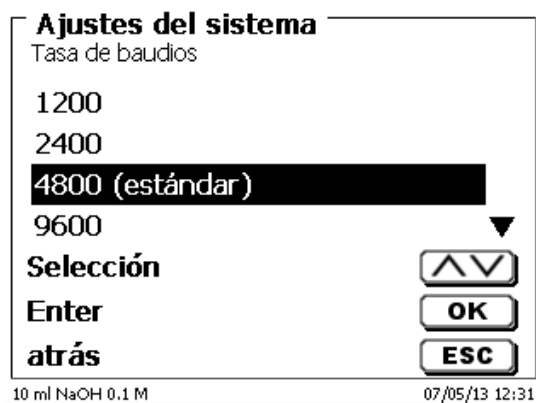 Ajustes del sistema
Tasa de baudios
1200
2400
4800 (estándar)
9600
Selección
Enter OK
atrás ESC
10 ml NaOH 0.1 M 07/05/13 12:31